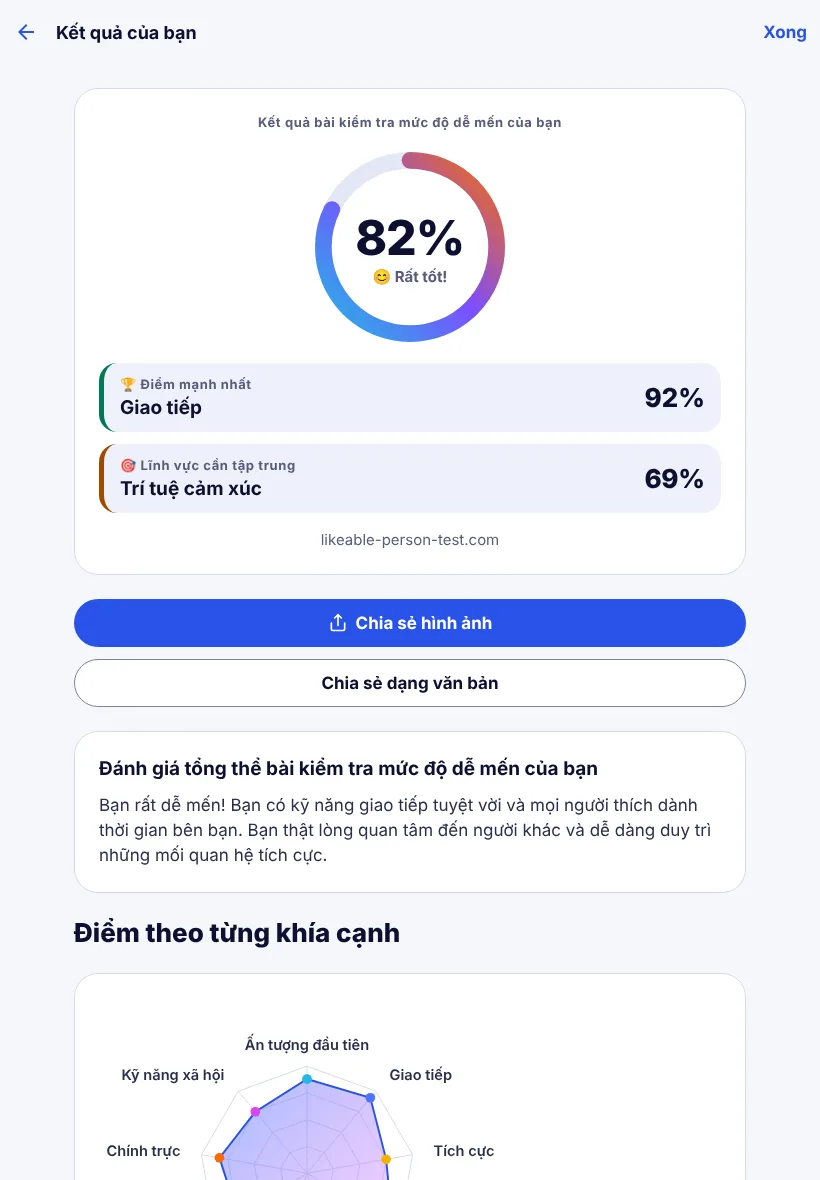 Kết quả của bạn
Xong
Kết quả bài kiểm tra mức độ dễ mến của bạn
82%
😊 Rất tốt!
🏆 Điểm mạnh nhất
Giao tiếp
92%
🎯 Lĩnh vực cần tập trung
Trí tuệ cảm xúc
69%
likeable-person-test.com
Chia sẻ hình ảnh
Chia sẻ dạng văn bản
Đánh giá tổng thể bài kiểm tra mức độ dễ mến của bạn
Bạn rất dễ mến! Bạn có kỹ năng giao tiếp tuyệt vời và mọi người thích dành
thời gian bên bạn. Bạn thật lòng quan tâm đến người khác và dễ dàng duy trì
những mối quan hệ tích cực.
Điểm theo từng khía cạnh
Ấn tượng đầu tiên
Kỹ năng xã hội
Giao tiếp
Chính trực
Tích cực